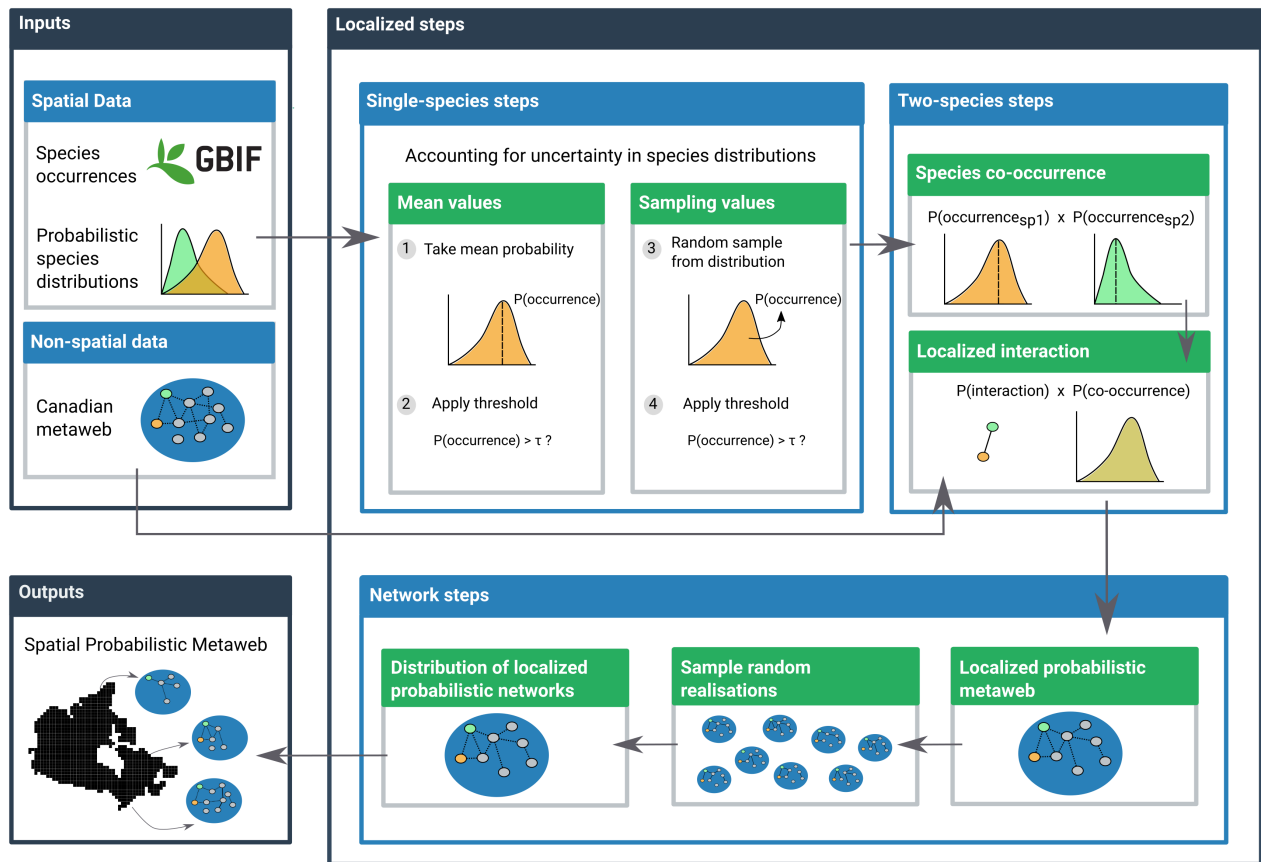 Inputs
Spatial Data
Species
occurrences
GBIF
Probabilistic
species
distributions
Non-spatial data
Canadian
metaweb
Localized steps
Single-species steps
Accounting for uncertainty in species distributions
Mean values
1 Take mean probability
P(occurrence)
2 Apply threshold
P(occurrence) > τ ?
Sampling values
3 Random sample
from distribution
P(occurrence)
4 Apply threshold
P(occurrence) > τ ?
Two-species steps
Species co-occurrence
P(occurrencesp1) x P(occurrencesp2)
Localized interaction
P(interaction) x P(co-occurrence)
Network steps
Localized probabilistic
metaweb
Sample random
realisations
Distribution of localized
probabilistic networks
Outputs
Spatial Probabilistic Metaweb